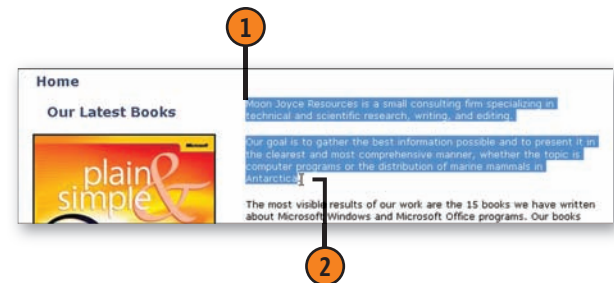 1
Home
Our Latest Books
Microsoft
plain&
simple
Moon Joyce Resources is a small consulting firm specializing in
technical and scientific research, writing, and editing.
Our goal is to gather the best information possible and to present it in
the clearest and most comprehensive manner, whether the topic is
computer programs or the distribution of marine mammals in
Antarctica.
The most visible results of our work are the 15 books we have written
about Microsoft Windows and Microsoft Office programs. Our books
2